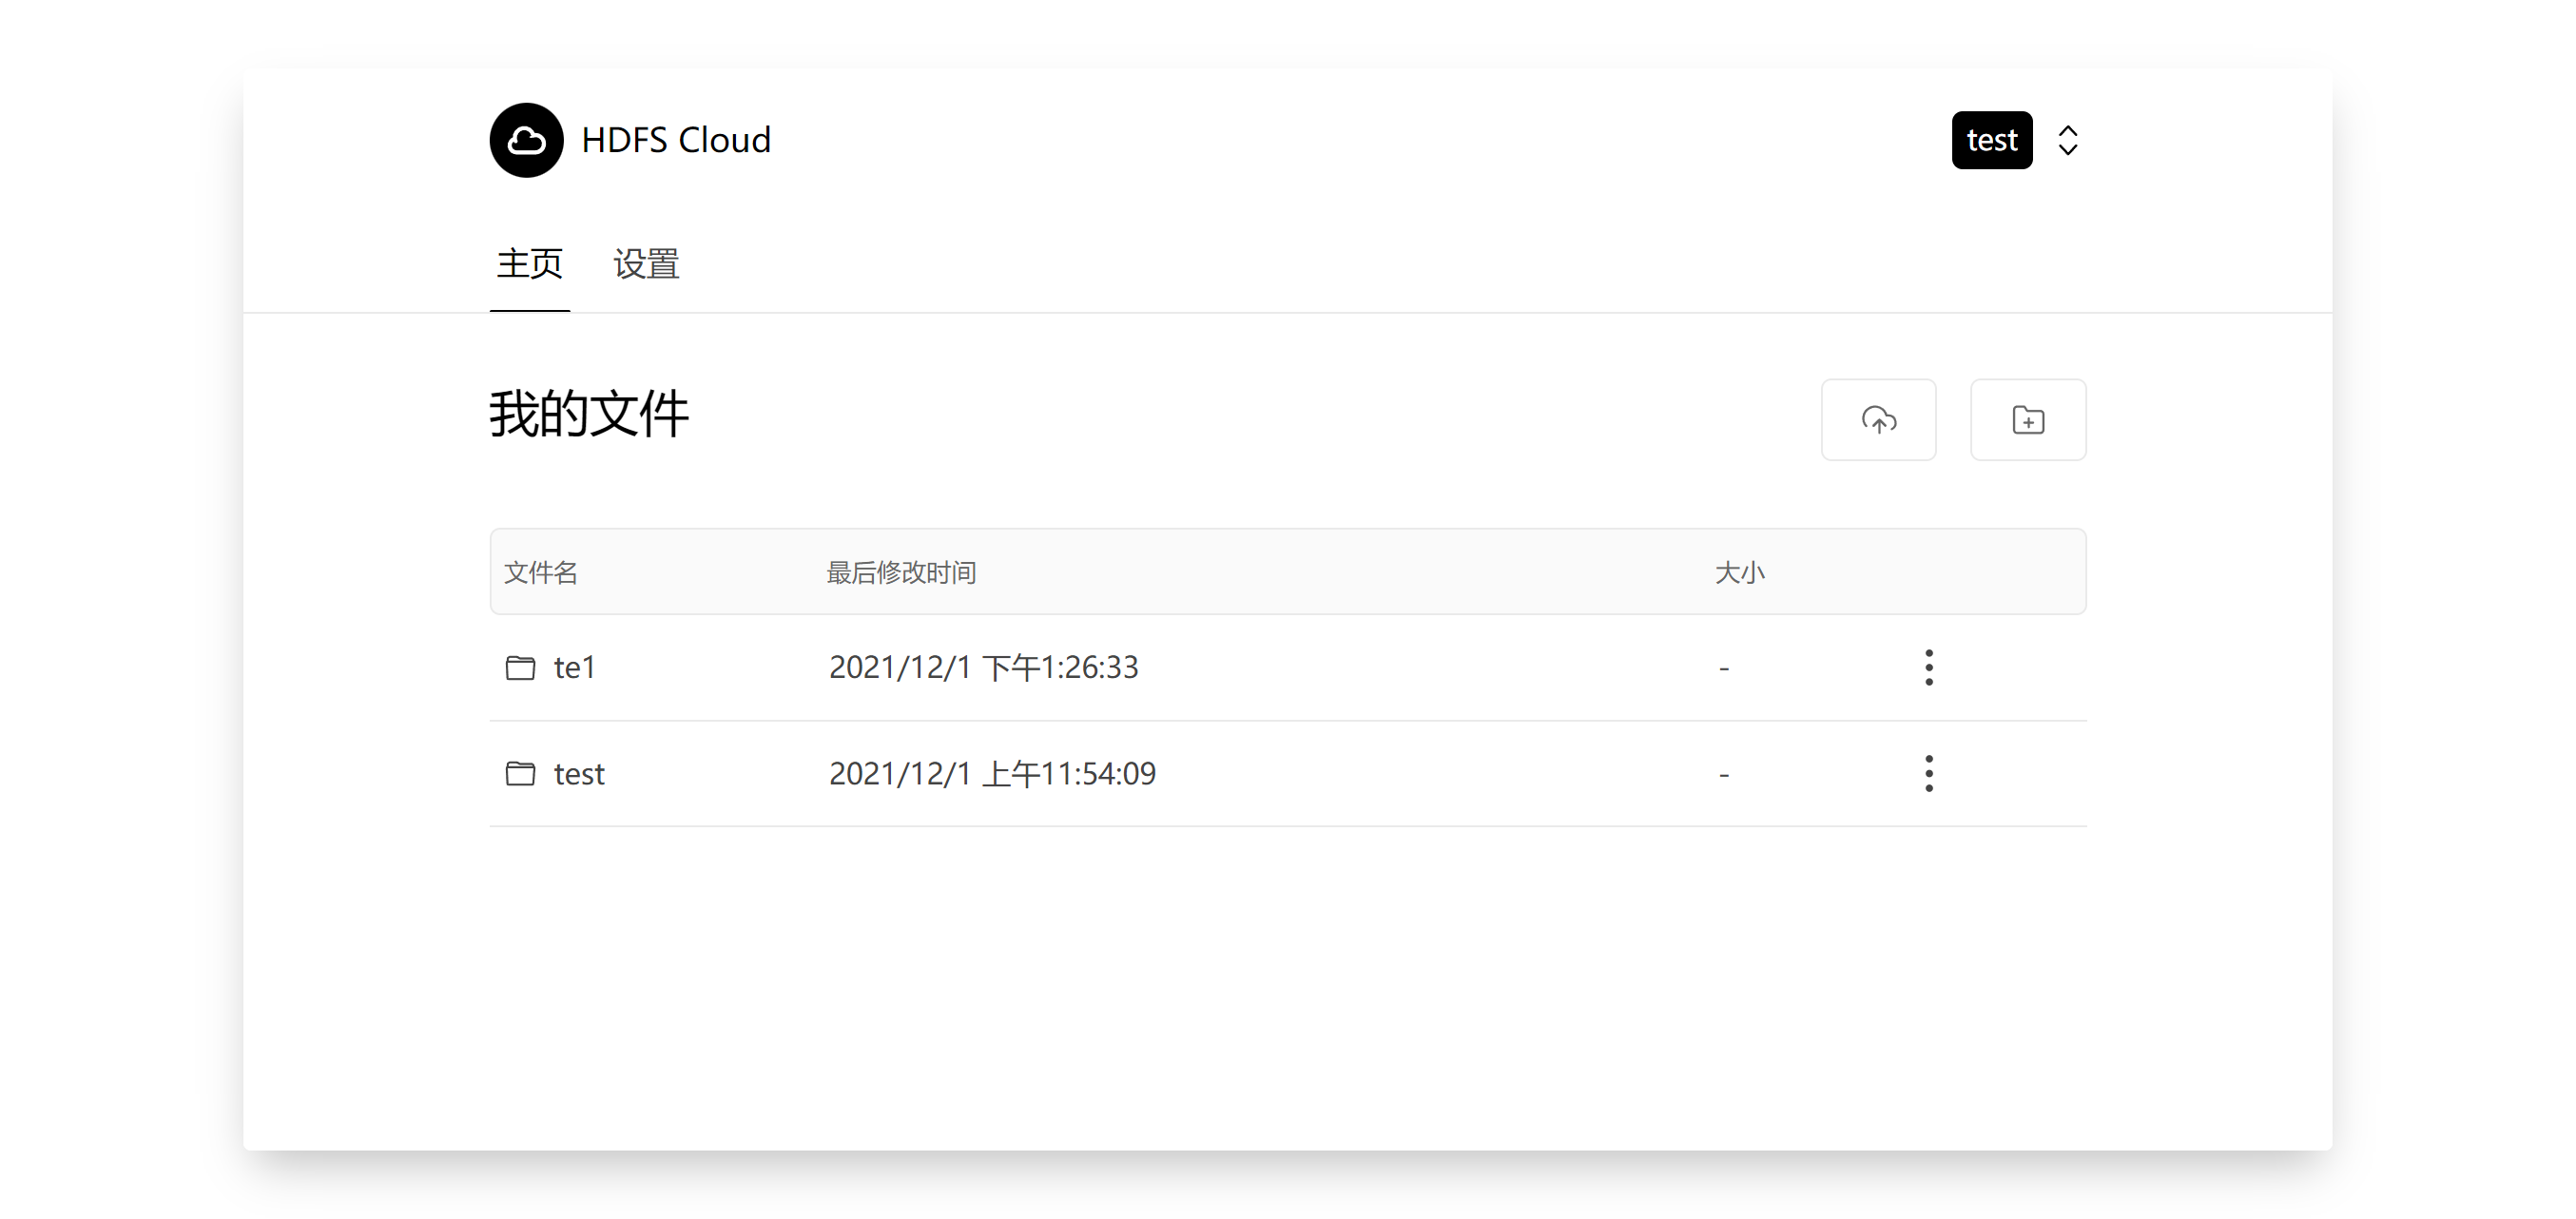 HDFS Cloud
test
主页 设置
我的文件
文件名 最后修改时间 大小
te1 2021/12/1 下午1:26:33 -
test 2021/12/1 上午11:54:09 -